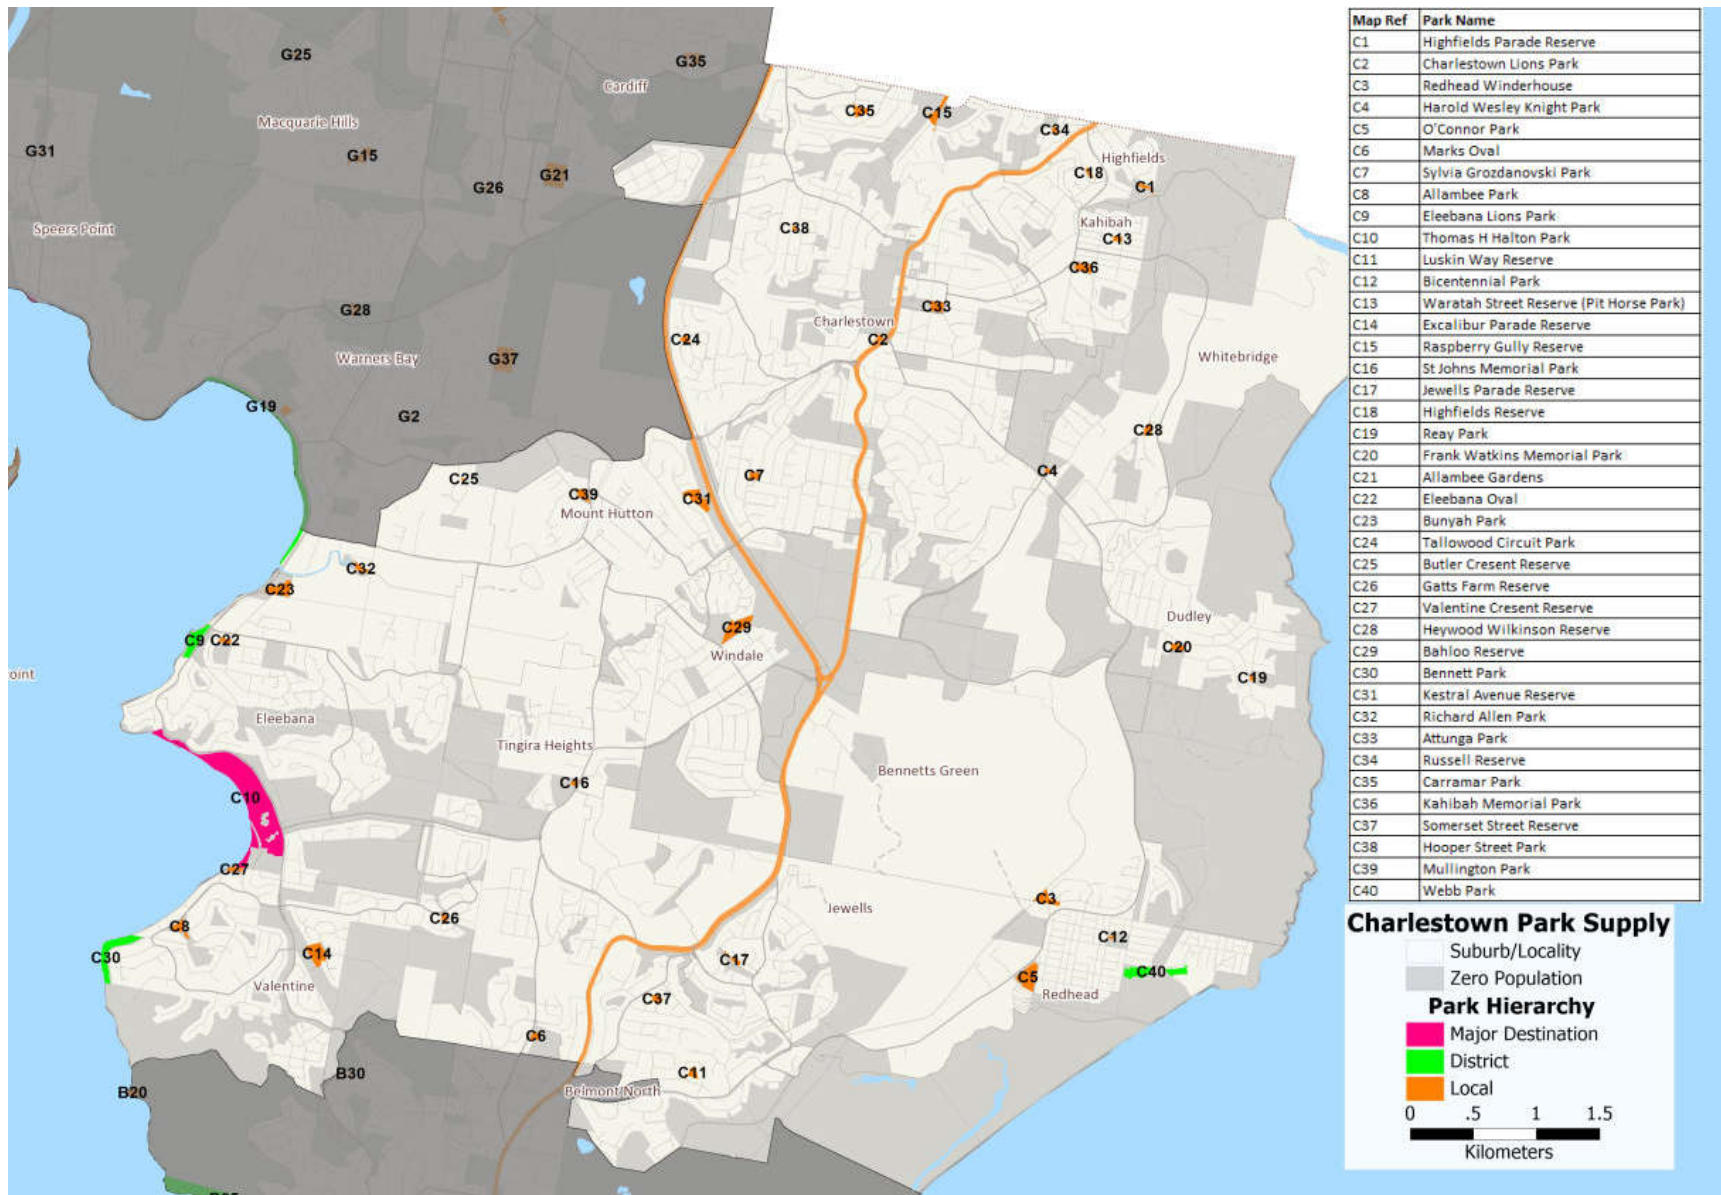 G25
G35
Cardiff
Macquarie Hills
G31
G15
G26
G21
Speers Point
G28
Warners Bay
G37
G19
G2
C35
C15
C34
Highfields
C18
C1
C38
Kahibah
C13
C36
C33
Charlestown
C2
C24
Whitebridge
C28
C4
C7
C25
C39
C31
Mount Hutton
C32
C23
C9
C22
C29
Windale
Dudley
C20
C19
oint
Eleebana
Tingira Heights
C16
Bennetts Green
C10
C27
C8
C26
C14
C30
Valentine
C3
Jewells
C12
C17
C5
C40
Redhead
C37
C6
C11
Belmont North
B30
B20
Map Ref Park Name
C1 Highfields Parade Reserve
C2 Charlestown Lions Park
C3 Redhead Winderhouse
C4 Harold Wesley Knight Park
C5 O'Connor Park
C6 Marks Oval
C7 Sylvia Grozdanovski Park
C8 Allambee Park
C9 Eleebana Lions Park
C10 Thomas H Halton Park
C11 Luskin Way Reserve
C12 Bicentennial Park
C13 Waratah Street Reserve (Pit Horse Park)
C14 Excalibur Parade Reserve
C15 Raspberry Gully Reserve
C16 St Johns Memorial Park
C17 Jewells Parade Reserve
C18 Highfields Reserve
C19 Reay Park
C20 Frank Watkins Memorial Park
C21 Allambee Gardens
C22 Eleebana Oval
C23 Bunyah Park
C24 Tallowood Circuit Park
C25 Butler Cresent Reserve
C26 Gatts Farm Reserve
C27 Valentine Cresent Reserve
C28 Heywood Wilkinson Reserve
C29 Bahloo Reserve
C30 Bennett Park
C31 Kestral Avenue Reserve
C32 Richard Allen Park
C33 Attunga Park
C34 Russell Reserve
C35 Carramar Park
C36 Kahibah Memorial Park
C37 Somerset Street Reserve
C38 Hooper Street Park
C39 Mullington Park
C40 Webb Park
Charlestown Park Supply
Suburb/Locality
Zero Population
Park Hierarchy
Major Destination
District
Local
0 .5 1 1.5
Kilometers